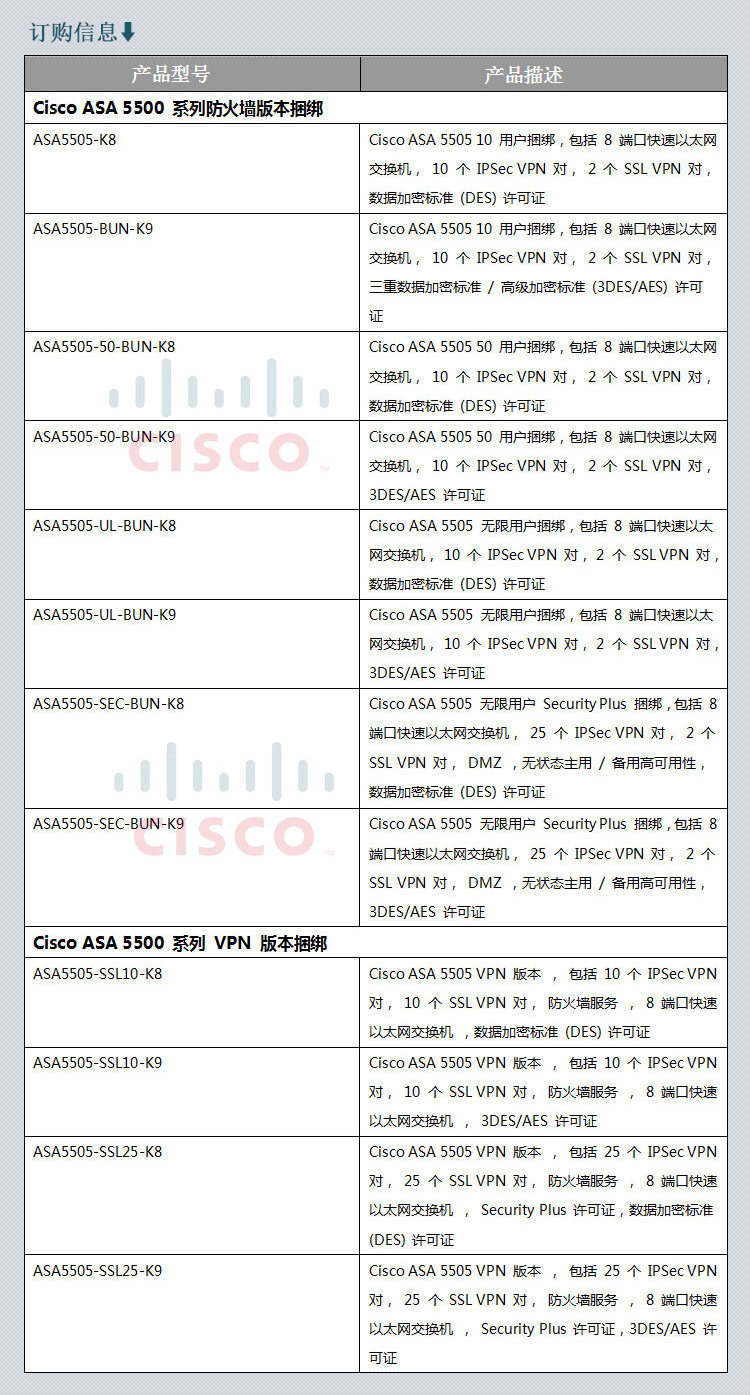 订购信息
产品型号 产品描述
Cisco ASA 5500 系列防火墙版本捆绑
ASA5505-K8
Cisco ASA 5505 10 用户捆绑，包括 8 端口快速以太网
交换机， 10 个 IPSec VPN 对， 2 个 SSL VPN 对，
数据加密标准 (DES) 许可证
ASA5505-BUN-K9
Cisco ASA 5505 10 用户捆绑，包括 8 端口快速以太网
交换机， 10 个 IPSec VPN 对， 2 个 SSL VPN 对，
三重数据加密标准 / 高级加密标准 (3DES/AES) 许可
证
ASA5505-50-BUN-K8
Cisco ASA 5505 50 用户捆绑，包括 8 端口快速以太网
交换机， 10 个 IPSec VPN 对， 2 个 SSL VPN 对，
数据加密标准 (DES) 许可证
CISCO
TM
ASA5505-50-BUN-K9
Cisco ASA 5505 50 用户捆绑，包括 8 端口快速以太网
交换机， 10 个 IPSec VPN 对， 2 个 SSL VPN 对，
3DES/AES 许可证
ASA5505-UL-BUN-K8
Cisco ASA 5505 无限用户捆绑，包括 8 端口快速以太
网交换机， 10 个 IPSec VPN 对， 2 个 SSL VPN 对，
数据加密标准 (DES) 许可证
ASA5505-UL-BUN-K9
Cisco ASA 5505 无限用户捆绑，包括 8 端口快速以太
网交换机， 10 个 IPSec VPN 对， 2 个 SSL VPN 对，
3DES/AES 许可证
ASA5505-SEC-BUN-K8
Cisco ASA 5505 无限用户 Security Plus 捆绑，包括 8
端口快速以太网交换机， 25 个 IPSec VPN 对， 2 个
SSL VPN 对， DMZ ，无状态主用 / 备用高可用性，
数据加密标准 (DES) 许可证
CISCO
TM
ASA5505-SEC-BUN-K9
Cisco ASA 5505 无限用户 Security Plus 捆绑，包括 8
端口快速以太网交换机， 25 个 IPSec VPN 对， 2 个
SSL VPN 对， DMZ ，无状态主用 / 备用高可用性，
3DES/AES 许可证
Cisco ASA 5500 系列 VPN 版本捆绑
ASA5505-SSL10-K8
Cisco ASA 5505 VPN 版本 ， 包括 10 个 IPSec VPN
对， 10 个 SSL VPN 对， 防火墙服务 ， 8 端口快速
以太网交换机 ，数据加密标准 (DES) 许可证
ASA5505-SSL10-K9
Cisco ASA 5505 VPN 版本 ， 包括 10 个 IPSec VPN
对， 10 个 SSL VPN 对， 防火墙服务 ， 8 端口快速
以太网交换机 ， 3DES/AES 许可证
ASA5505-SSL25-K8
Cisco ASA 5505 VPN 版本 ， 包括 25 个 IPSec VPN
对， 25 个 SSL VPN 对， 防火墙服务 ， 8 端口快速
以太网交换机 ， Security Plus 许可证，数据加密标准
(DES) 许可证
ASA5505-SSL25-K9
Cisco ASA 5505 VPN 版本 ， 包括 25 个 IPSec VPN
对， 25 个 SSL VPN 对， 防火墙服务 ， 8 端口快速
以太网交换机 ， Security Plus 许可证，3DES/AES 许
可证